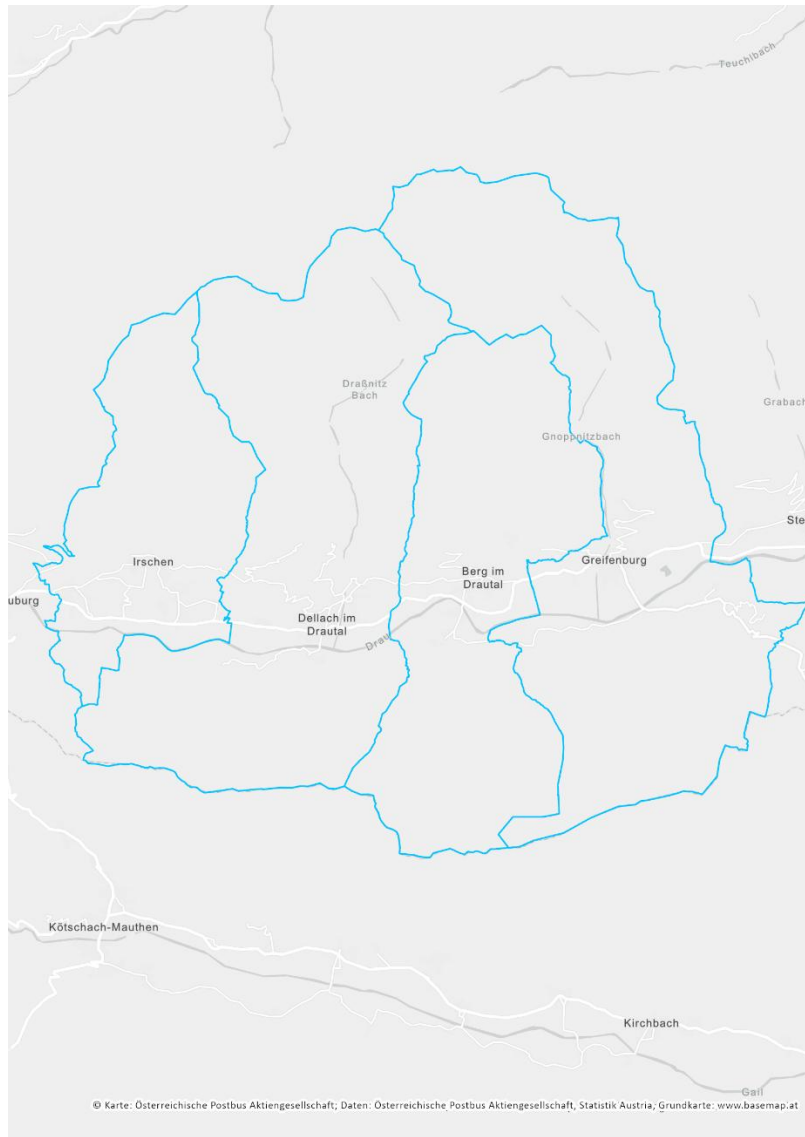 Teuchlbach
Draßnitz
Bach
Grabach
Gnoppnitzbach
Ste
Irschen
Berg im
Drautal
Greifenburg
uburg
Dellach im
Drautal
Drau
Kötschach-Mauthen
Kirchbach
Gail
© Karte: Österreichische Postbus Aktiengesellschaft; Daten: Österreichische Postbus Aktiengesellschaft, Statistik Austria; Grundkarte: www.basemap.at